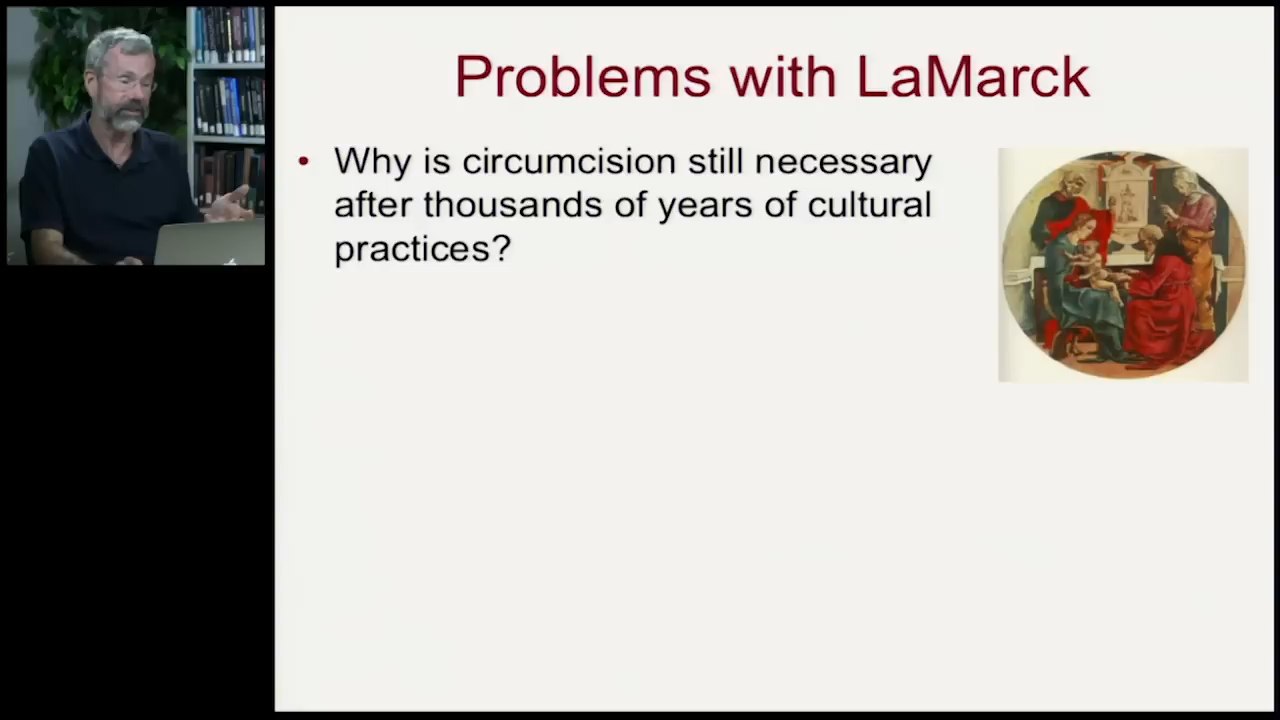 Problems with LaMarck
• Why is circumcision still necessary
after thousands of years of cultural
practices?